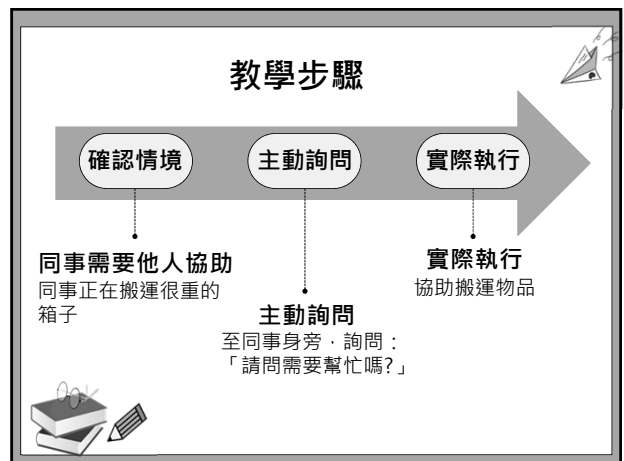 教學步驟
確認情境
主動詢問
實際執行
同事需要他人協助
同事正在搬運很重的
箱子
主動詢問
至同事身旁，詢問：
「請問需要幫忙嗎?」
實際執行
協助搬運物品